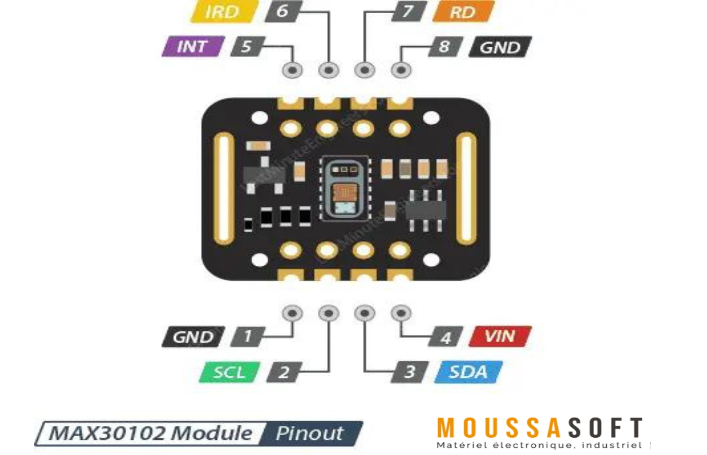 IRD 6 7 RD
INT 5 8 GND
LastMinuteEngineers
GND 1 4 VIN
SCL 2 3 SDA
MAX30102 Module Pinout
MOUSSASOFT
Matériel électronique, industriel